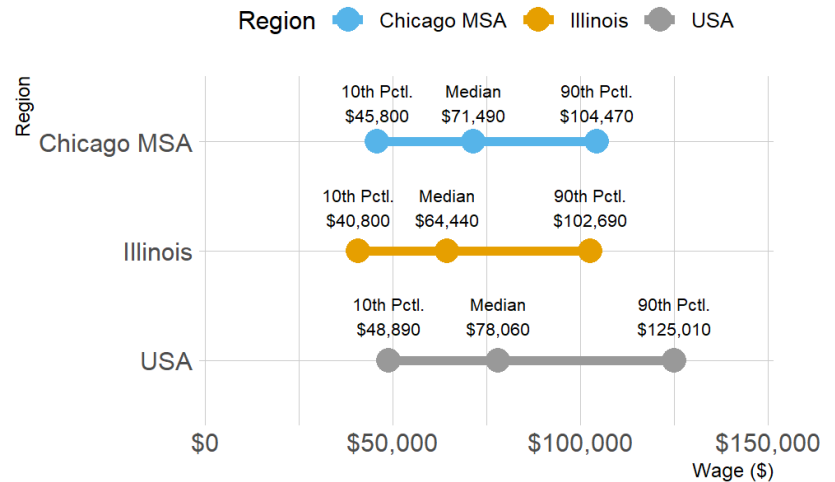 Region Chicago MSA Illinois USA
Region
10th Pctl. Median 90th Pctl.
$45,800 $71,490 $104,470
Chicago MSA
10th Pctl. Median 90th Pctl.
$40,800 $64,440 $102,690
Illinois
10th Pctl. Median 90th Pctl.
$48,890 $78,060 $125,010
USA
$0 $50,000 $100,000 $150,000
Wage ($)